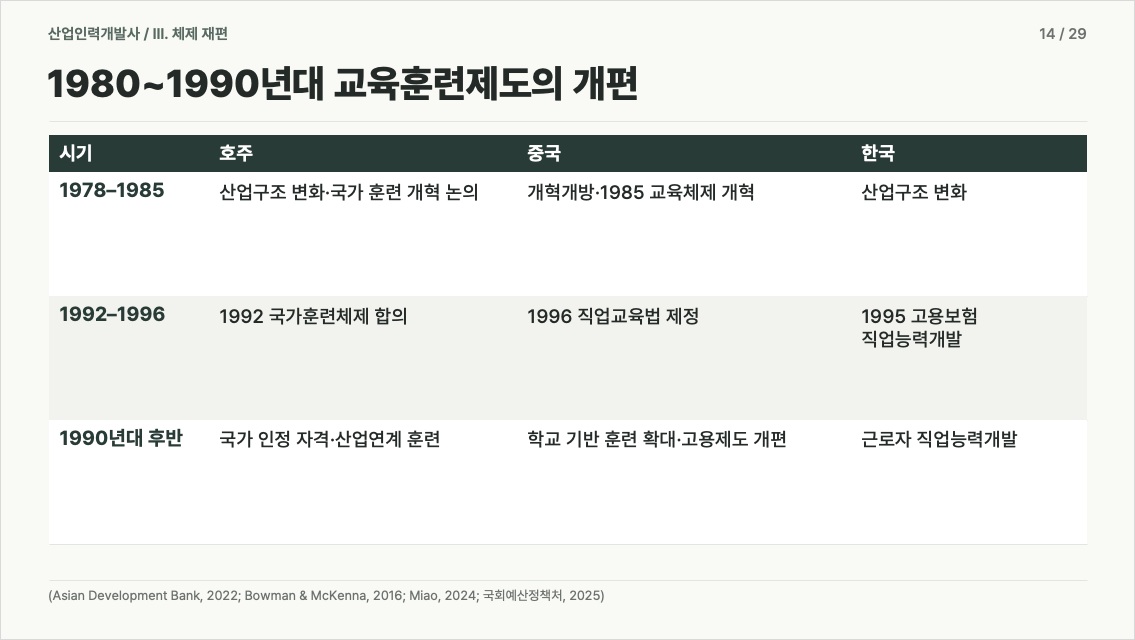 산업인력개발사 / III. 체제 재편
14 / 29
1980~1990년대 교육훈련제도의 개편
시기 호주 중국 한국
1978–1985 산업구조 변화·국가 훈련 개혁 논의 개혁개방·1985 교육체제 개혁 산업구조 변화
1992–1996 1992 국가훈련체제 합의 1996 직업교육법 제정 1995 고용보험
직업능력개발
1990년대 후반 국가 인정 자격·산업연계 훈련 학교 기반 훈련 확대·고용제도 개편 근로자 직업능력개발
(Asian Development Bank, 2022; Bowman & McKenna, 2016; Miao, 2024; 국회예산정책처, 2025)